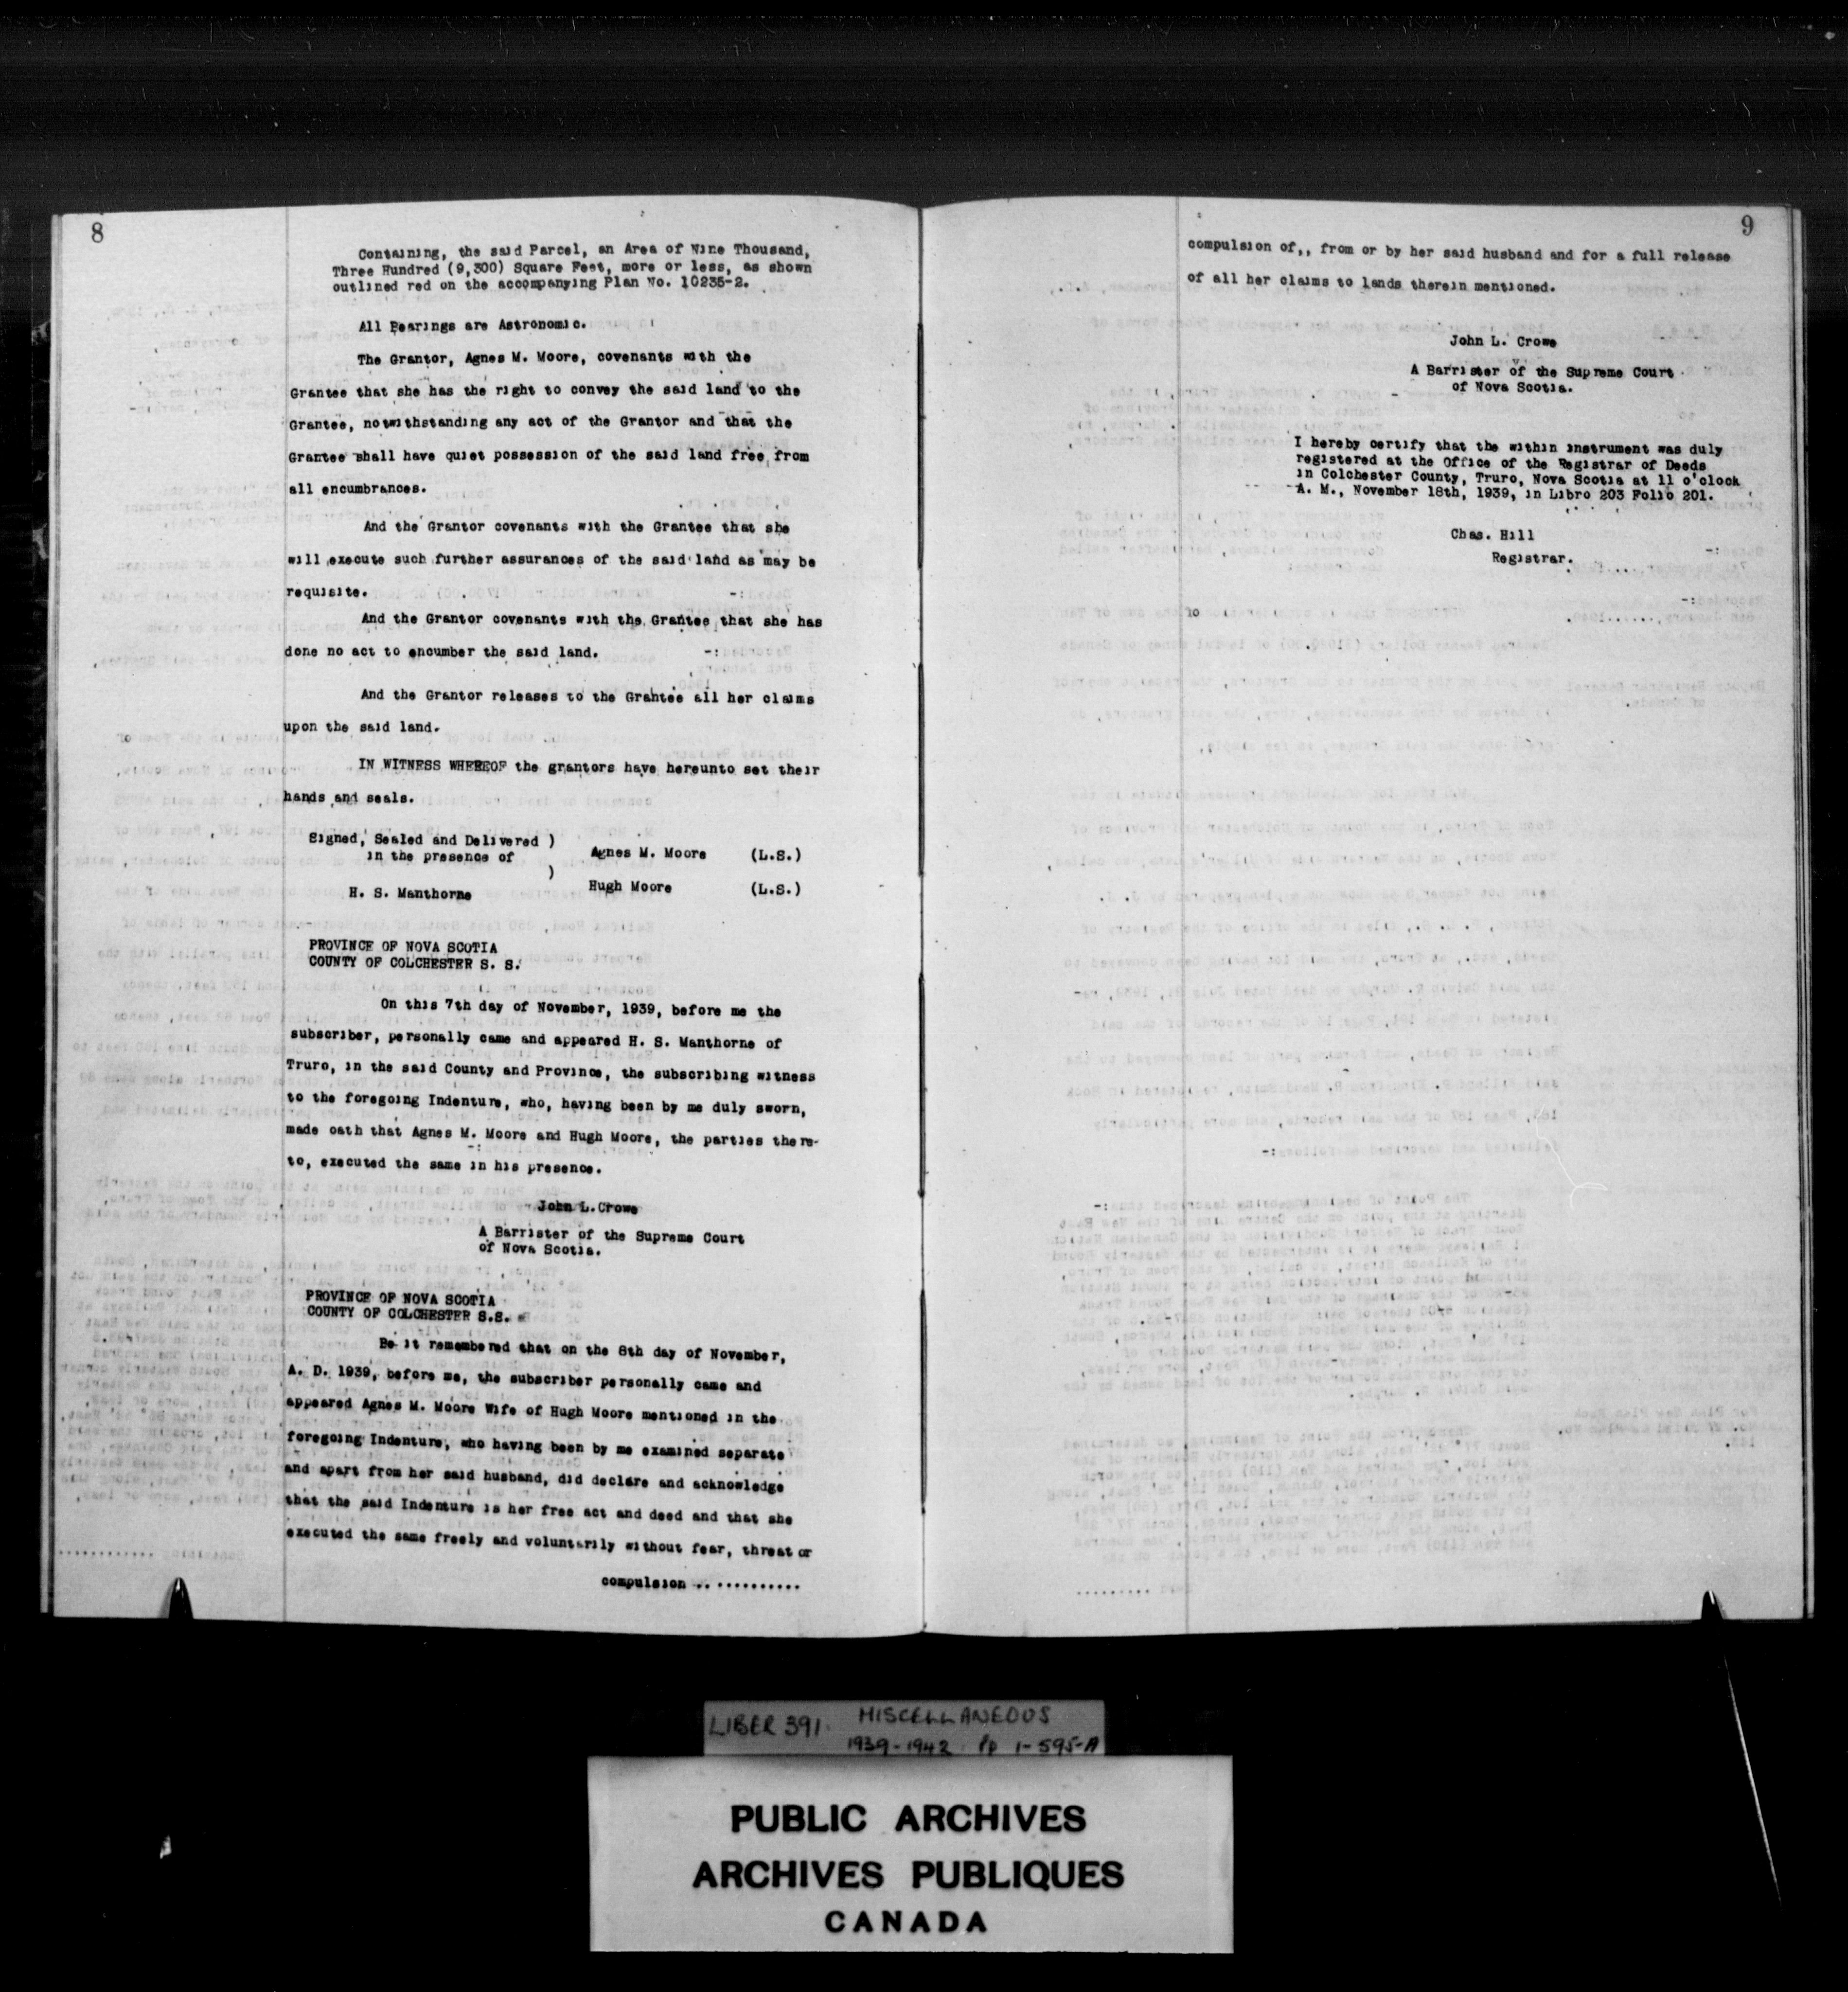 8
Containing, the said Parcel, an Area of Nine Thousand,
Three Hundred (9,300) Square Feet, more or less, as shown
outlined red on the accompanying Plan No. 10235-2.
All Bearings are Astronomic.
The Grantor, Agnes M. Moore, covenants with the
Grantee that she has the right to convey the said land to the
Grantee, notwithstanding any act of the Grantor and that the
Grantee shall have quiet possession of the said land free from
all encumbrances.
And the Grantor covenants with the Grantee that she
will execute such further assurances of the said land as may be
requisite.
And the Grantor covenants with the Grantee that she has
done no act to encumber the said land.
And the Grantor releases to the Grantee all her claims
upon the said land.
IN WITNESS WHEREOF the grantors have hereunto set their
hands and seals.
Signed, Sealed and Delivered )
in the presence of Agnes M. Moore (L.S.)
)
H. S. Manthorne Hugh Moore (L.S.)
PROVINCE OF NOVA SCOTIA
COUNTY OF COLCHESTER S. S.
On this 7th day of November, 1939, before me the
subscriber, personally came and appeared H. S. Manthorne of
Truro, in the said County and Province, the subscribing witness
to the foregoing Indenture, who, having been by me duly sworn,
made oath that Agnes M. Moore and Hugh Moore, the parties there-
to, executed the same in his presence.
John L. Crowe
A Barrister of the Supreme Court
of Nova Scotia.
PROVINCE OF NOVA SCOTIA
COUNTY OF COLCHESTER S.S.
Be it remembered that on the 8th day of November,
A. D. 1939, before me, the subscriber personally came and
appeared Agnes M. Moore Wife of Hugh Moore mentioned in the
foregoing Indenture, who having been by me examined separate
and apart from her said husband, did declare and acknowledge
that the said Indenture is her free act and deed and that she
executed the same freely and voluntarily without fear, threat or
compulsion ............
9
compulsion of,, from or by her said husband and for a full release
of all her claims to lands therein mentioned.
John L. Crowe
A Barrister of the Supreme Court
of Nova Scotia.
I hereby certify that the within instrument was duly
registered at the Office of the Registrar of Deeds
in Colchester County, Truro, Nova Scotia at 11 o'clock
A. M., November 18th, 1939, in Libro 203 Folio 201.
Chas. Hill
Registrar.
LIBER 391. MISCELLANEOUS
1939-1942 Pp 1-595-A
PUBLIC ARCHIVES
ARCHIVES PUBLIQUES
CANADA